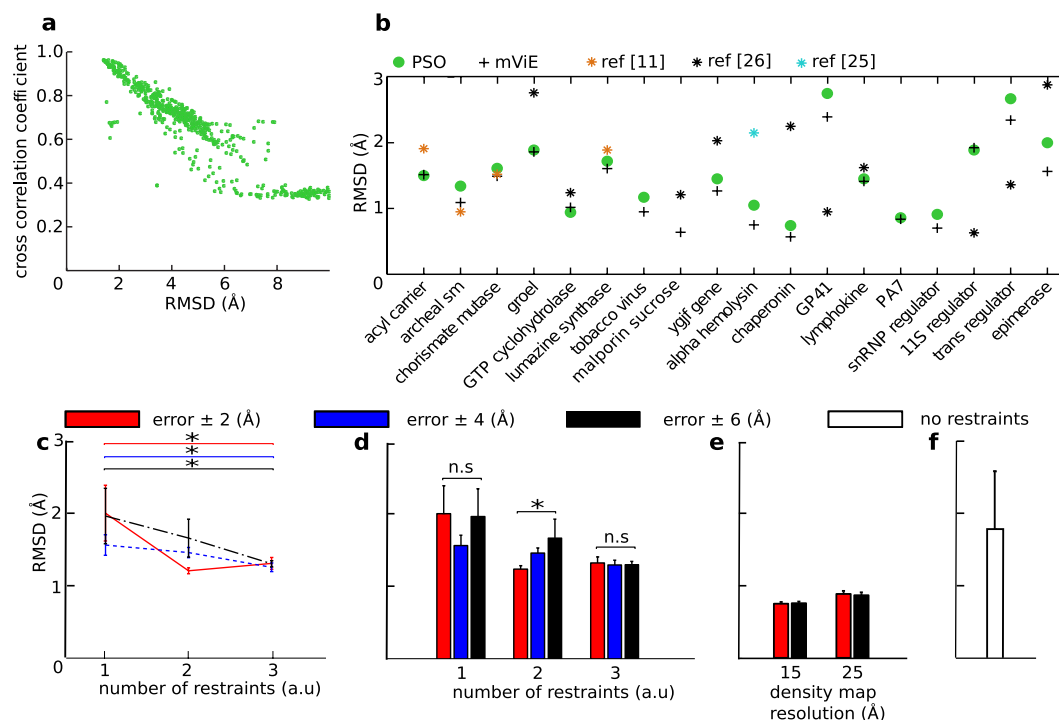 a
cross correlation coefficient
1.0
0.8
0.6
0.4
0.2
0
2
4
6
8
RMSD (Å)
b
PSO
+ mViE
* ref [11]
* ref [26]
* ref [25]
RMSD (Å)
3
2
1
0
acyl carrier
archeal sm
chorismate mutase
groel
GTP cyclohydrolase
lumazine synthase
tobacco virus
malporin sucrose
ygjf gene
alpha hemolysin
chaperonin
GP41
lymphokine
PA7
snRNP regulator
11S regulator
trans regulator
epimerase
error ± 2 (Å)
error ± 4 (Å)
error ± 6 (Å)
no restraints
c
RMSD (Å)
3
2
1
0
*
*
*
1
2
3
number of restraints (a.u)
d
n.s
*
n.s
1
2
3
number of restraints (a.u)
e
15
25
density map
resolution (Å)
f